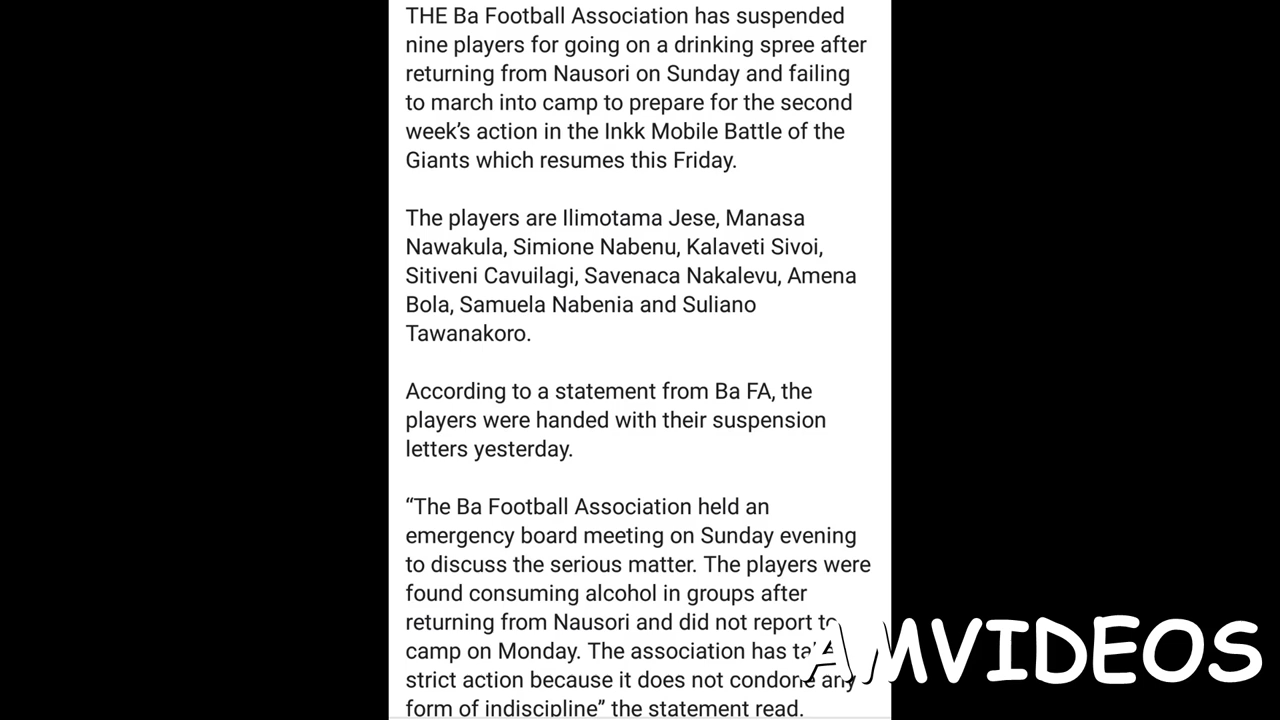 THE Ba Football Association has suspended
nine players for going on a drinking spree after
returning from Nausori on Sunday and failing
to march into camp to prepare for the second
week’s action in the Inkk Mobile Battle of the
Giants which resumes this Friday.
The players are Ilimotama Jese, Manasa
Nawakula, Simione Nabenu, Kalaveti Sivoi,
Sitiveni Cavuilagi, Savenaca Nakalevu, Amena
Bola, Samuela Nabenia and Suliano
Tawanakoro.
According to a statement from Ba FA, the
players were handed with their suspension
letters yesterday.
“The Ba Football Association held an
emergency board meeting on Sunday evening
to discuss the serious matter. The players were
found consuming alcohol in groups after
returning from Nausori and did not report to
camp on Monday. The association has
strict action because it does not condone any
form of indiscipline” the statement read.
AMVIDEOS